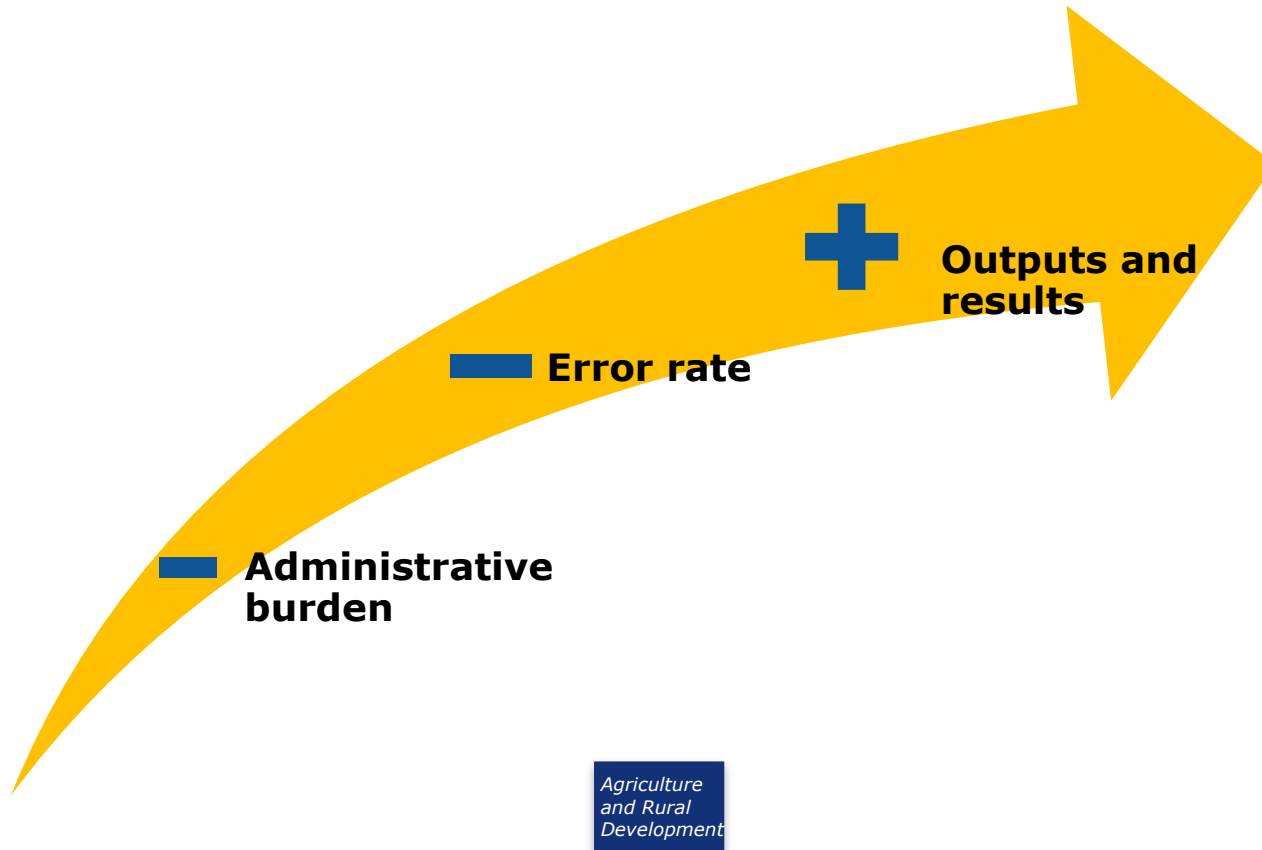 Outputs and
results
Error rate
Administrative
burden
Agriculture
and Rural
Development